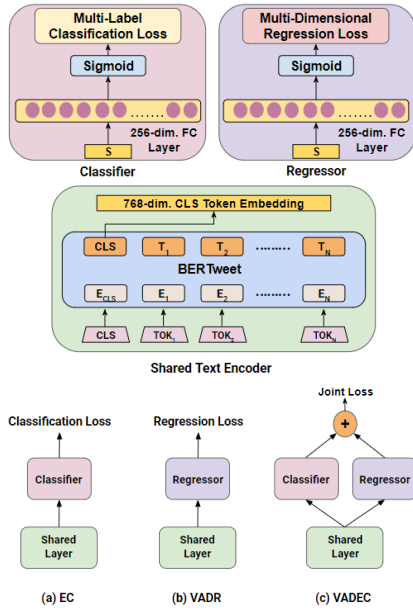 Multi-Label
Classification Loss
Sigmoid
.......
256-dim. FC
Layer
S
Classifier
Multi-Dimensional
Regression Loss
Sigmoid
.......
256-dim. FC
Layer
S
Regressor
768-dim. CLS Token Embedding
CLS T1 T2 ......... TN
BERTweet
ECLS E1 E2 ......... EN
CLS TOK1 TOK2 TOKN
Shared Text Encoder
Classification Loss
Classifier
Shared
Layer
(a) EC
Regression Loss
Regressor
Shared
Layer
(b) VADR
Joint Loss
+
Classifier Regressor
Shared
Layer
(c) VADEC